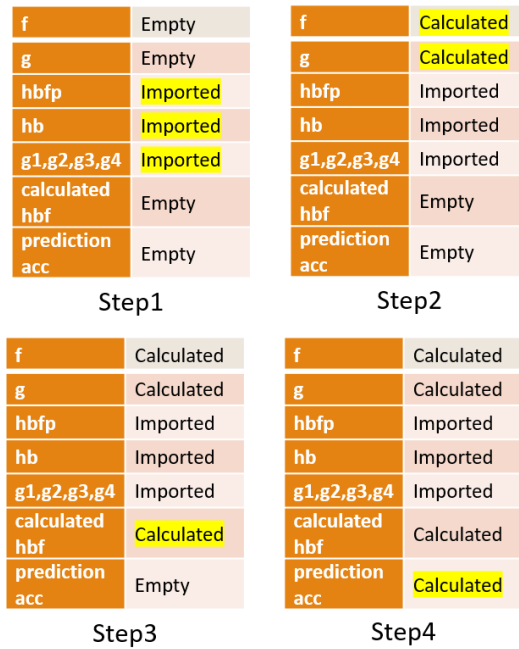 f Empty
g Empty
hbfp Imported
hb Imported
g1,g2,g3,g4 Imported
calculated
hbf Empty
prediction
acc Empty
Step1
f Calculated
g Calculated
hbfp Imported
hb Imported
g1,g2,g3,g4 Imported
calculated
hbf Empty
prediction
acc Empty
Step2
f Calculated
g Calculated
hbfp Imported
hb Imported
g1,g2,g3,g4 Imported
calculated
hbf Calculated
prediction
acc Empty
Step3
f Calculated
g Calculated
hbfp Imported
hb Imported
g1,g2,g3,g4 Imported
calculated
hbf Calculated
prediction
acc Calculated
Step4